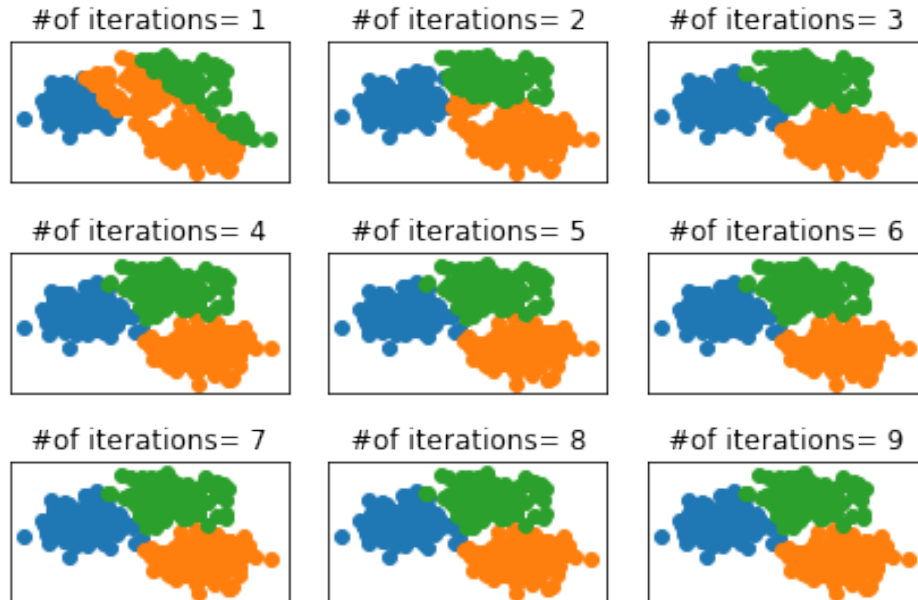 #of iterations= 1
#of iterations= 2
#of iterations= 3
#of iterations= 4
#of iterations= 5
#of iterations= 6
#of iterations= 7
#of iterations= 8
#of iterations= 9